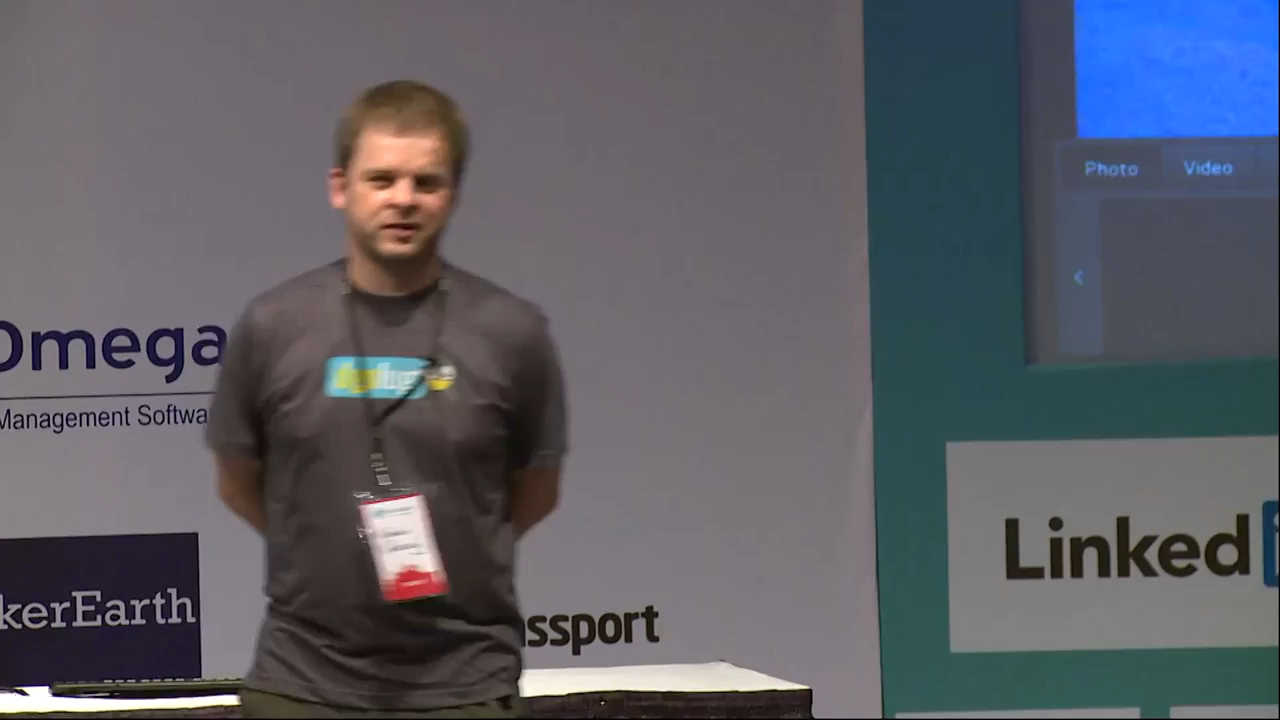 Photo Video
Omega
Management Softwa
kerEarth
ssport
Linked